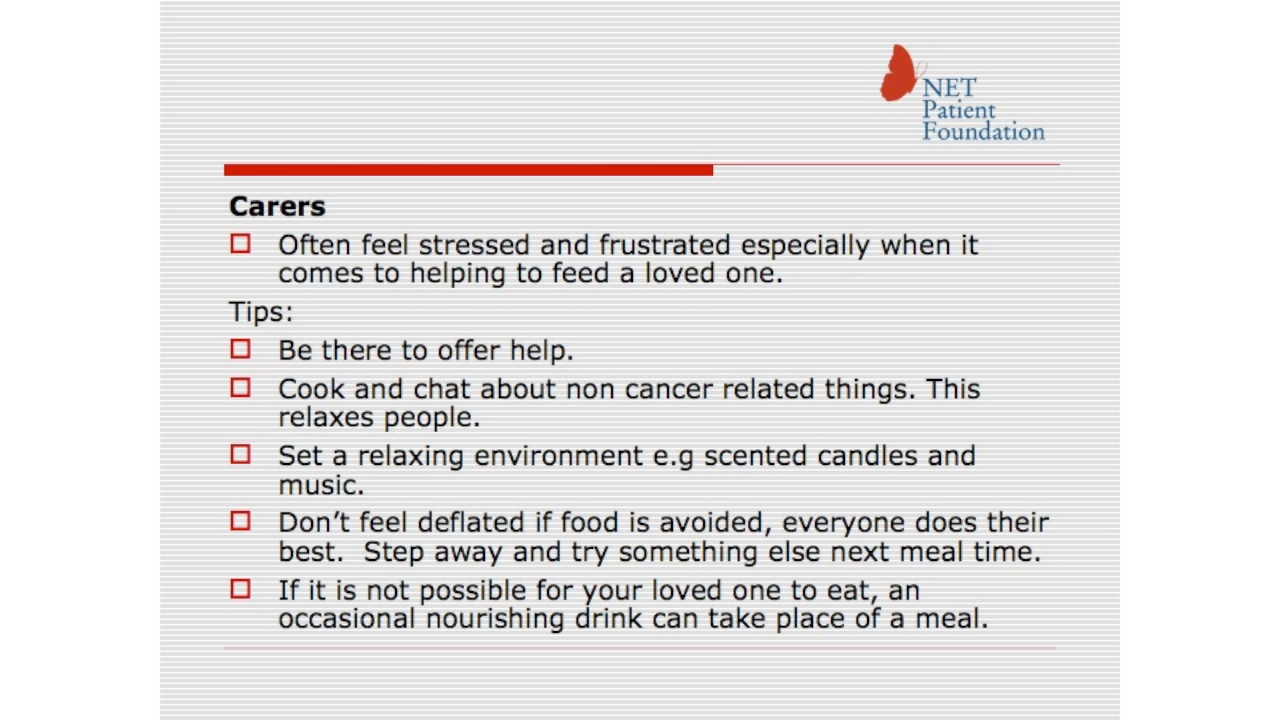 NET
Patient
Foundation
Carers
Often feel stressed and frustrated especially when it
comes to helping to feed a loved one.
Tips:
Be there to offer help.
Cook and chat about non cancer related things. This
relaxes people.
Set a relaxing environment e.g scented candles and
music.
Don’t feel deflated if food is avoided, everyone does their
best.  Step away and try something else next meal time.
If it is not possible for your loved one to eat, an
occasional nourishing drink can take place of a meal.